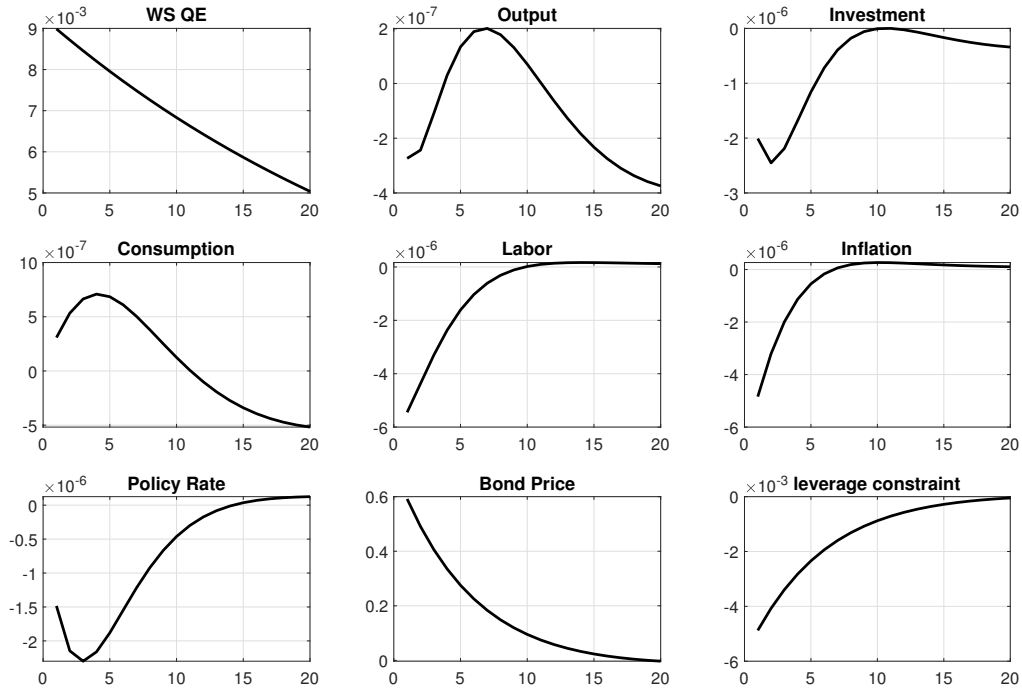 WS QE
×10⁻³
9
8
7
6
5
0 5 10 15 20
Output
×10⁻⁷
2
0
-2
-4
0 5 10 15 20
Investment
×10⁻⁶
0
-1
-2
-3
0 5 10 15 20
Consumption
×10⁻⁷
10
5
0
-5
0 5 10 15 20
Labor
×10⁻⁶
0
-2
-4
-6
0 5 10 15 20
Inflation
×10⁻⁶
0
-2
-4
-6
0 5 10 15 20
Policy Rate
×10⁻⁶
0
-0.5
-1
-1.5
-2
0 5 10 15 20
Bond Price
0.6
0.4
0.2
0
0 5 10 15 20
×10⁻³ leverage constraint
0
-2
-4
-6
0 5 10 15 20